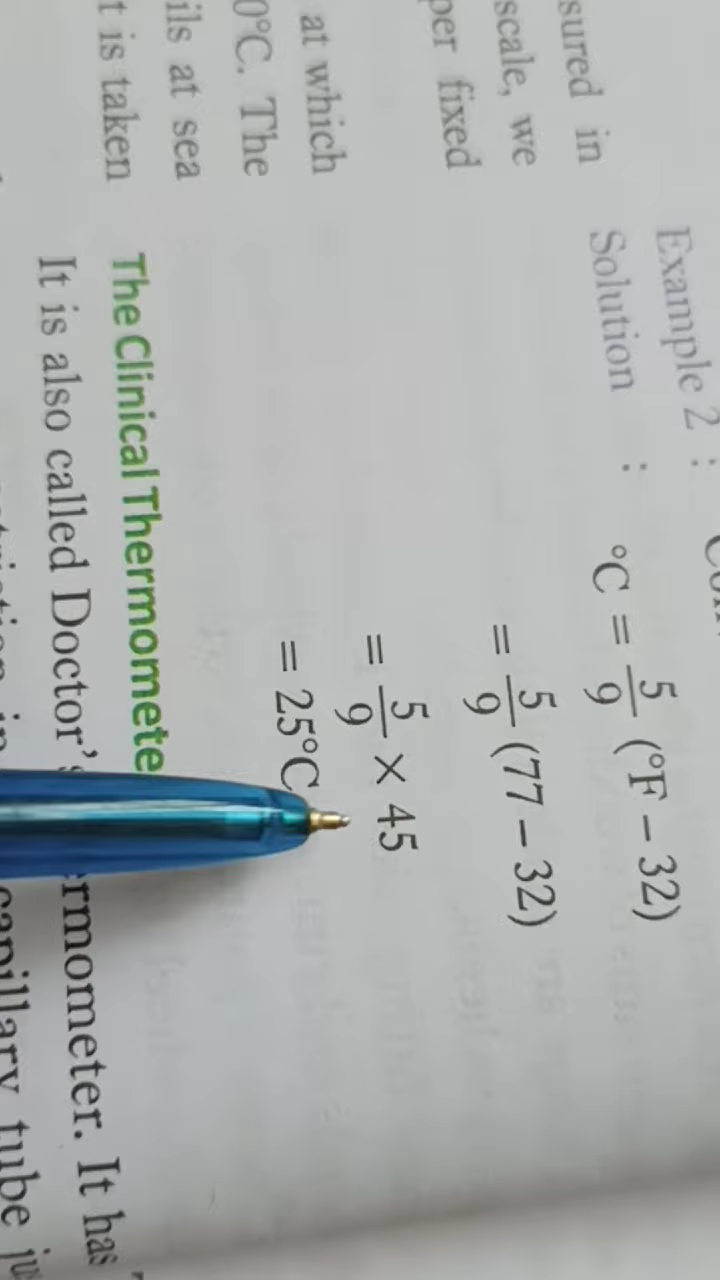 sured in
scale, we
per fixed
at which
0°C. The
ils at sea
t is taken
Example 2 :
Solution : °C = 5/9 (°F – 32)
= 5/9 (77 – 32)
= 5/9 × 45
= 25°C
The Clinical Thermomete
It is also called Doctor's ermometer. It has
capillary tube